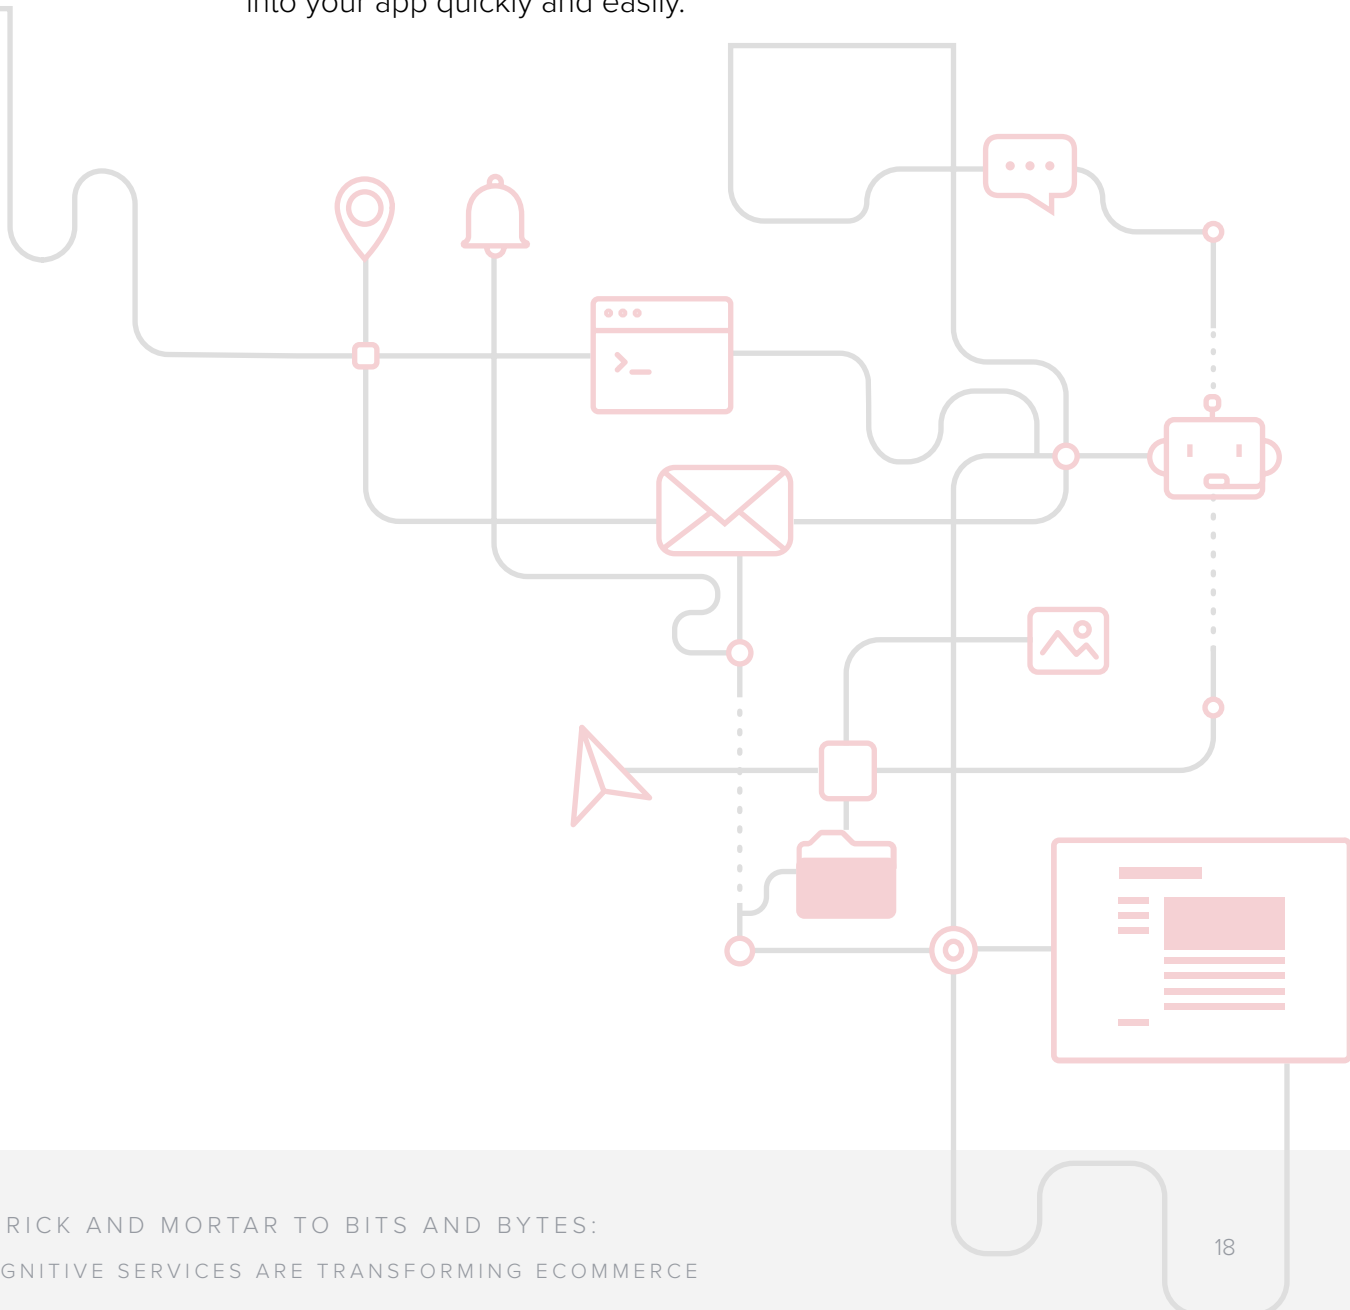 into your app quickly and easily.
RICK AND MORTAR TO BITS AND BYTES:
GNITIVE SERVICES ARE TRANSFORMING ECOMMERCE
18